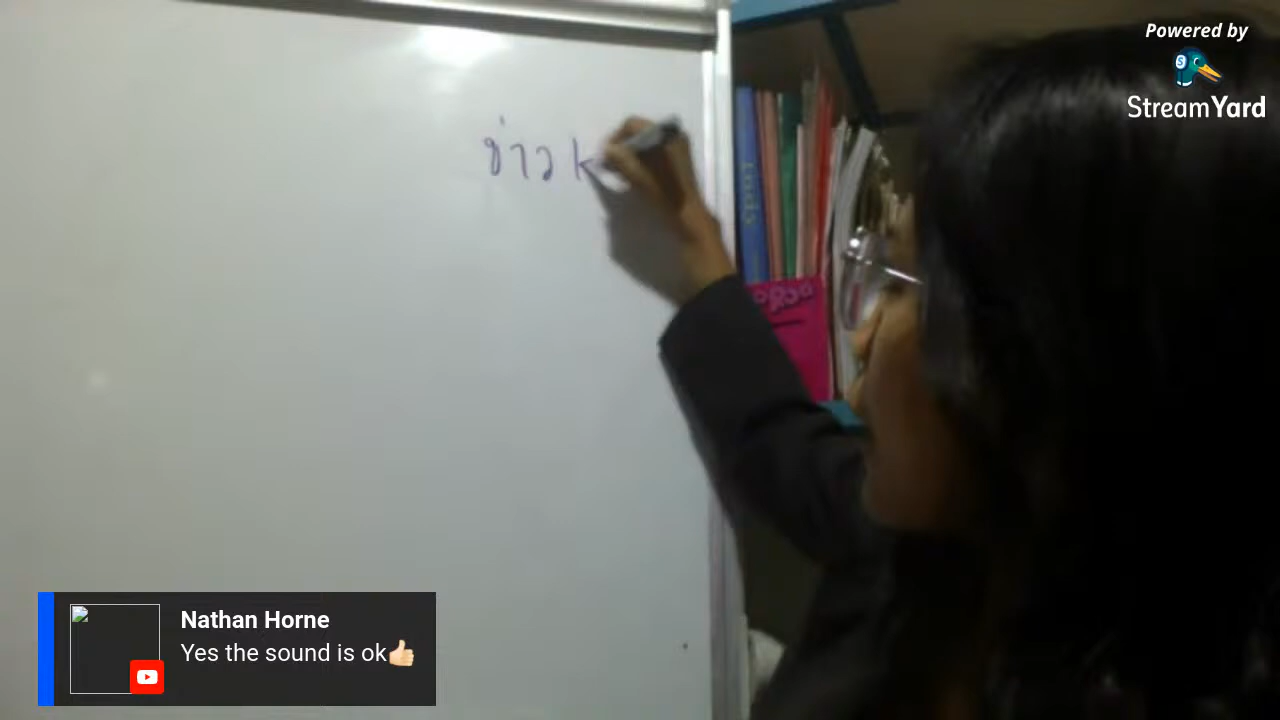 Powered by
StreamYard
ข่าว k
Nathan Horne
Yes the sound is ok👍🏻